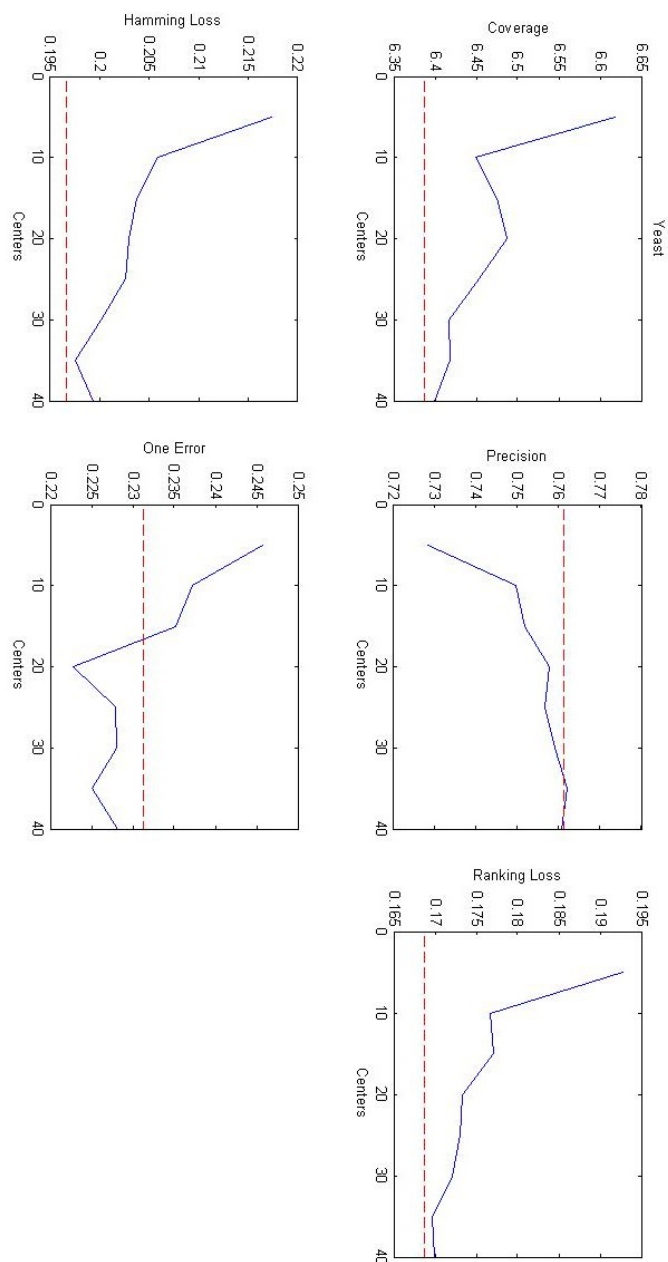 Yeast
Coverage
6.65
6.6
6.55
6.5
6.45
6.4
6.35
0 10 20 30 40
Centers
Precision
0.78
0.77
0.76
0.75
0.74
0.73
0.72
0 10 20 30 40
Centers
Ranking Loss
0.195
0.19
0.185
0.18
0.175
0.17
0.165
0 10 20 30 40
Centers
Hamming Loss
0.22
0.215
0.21
0.205
0.2
0.195
0 10 20 30 40
Centers
One Error
0.25
0.245
0.24
0.235
0.23
0.225
0.22
0 10 20 30 40
Centers